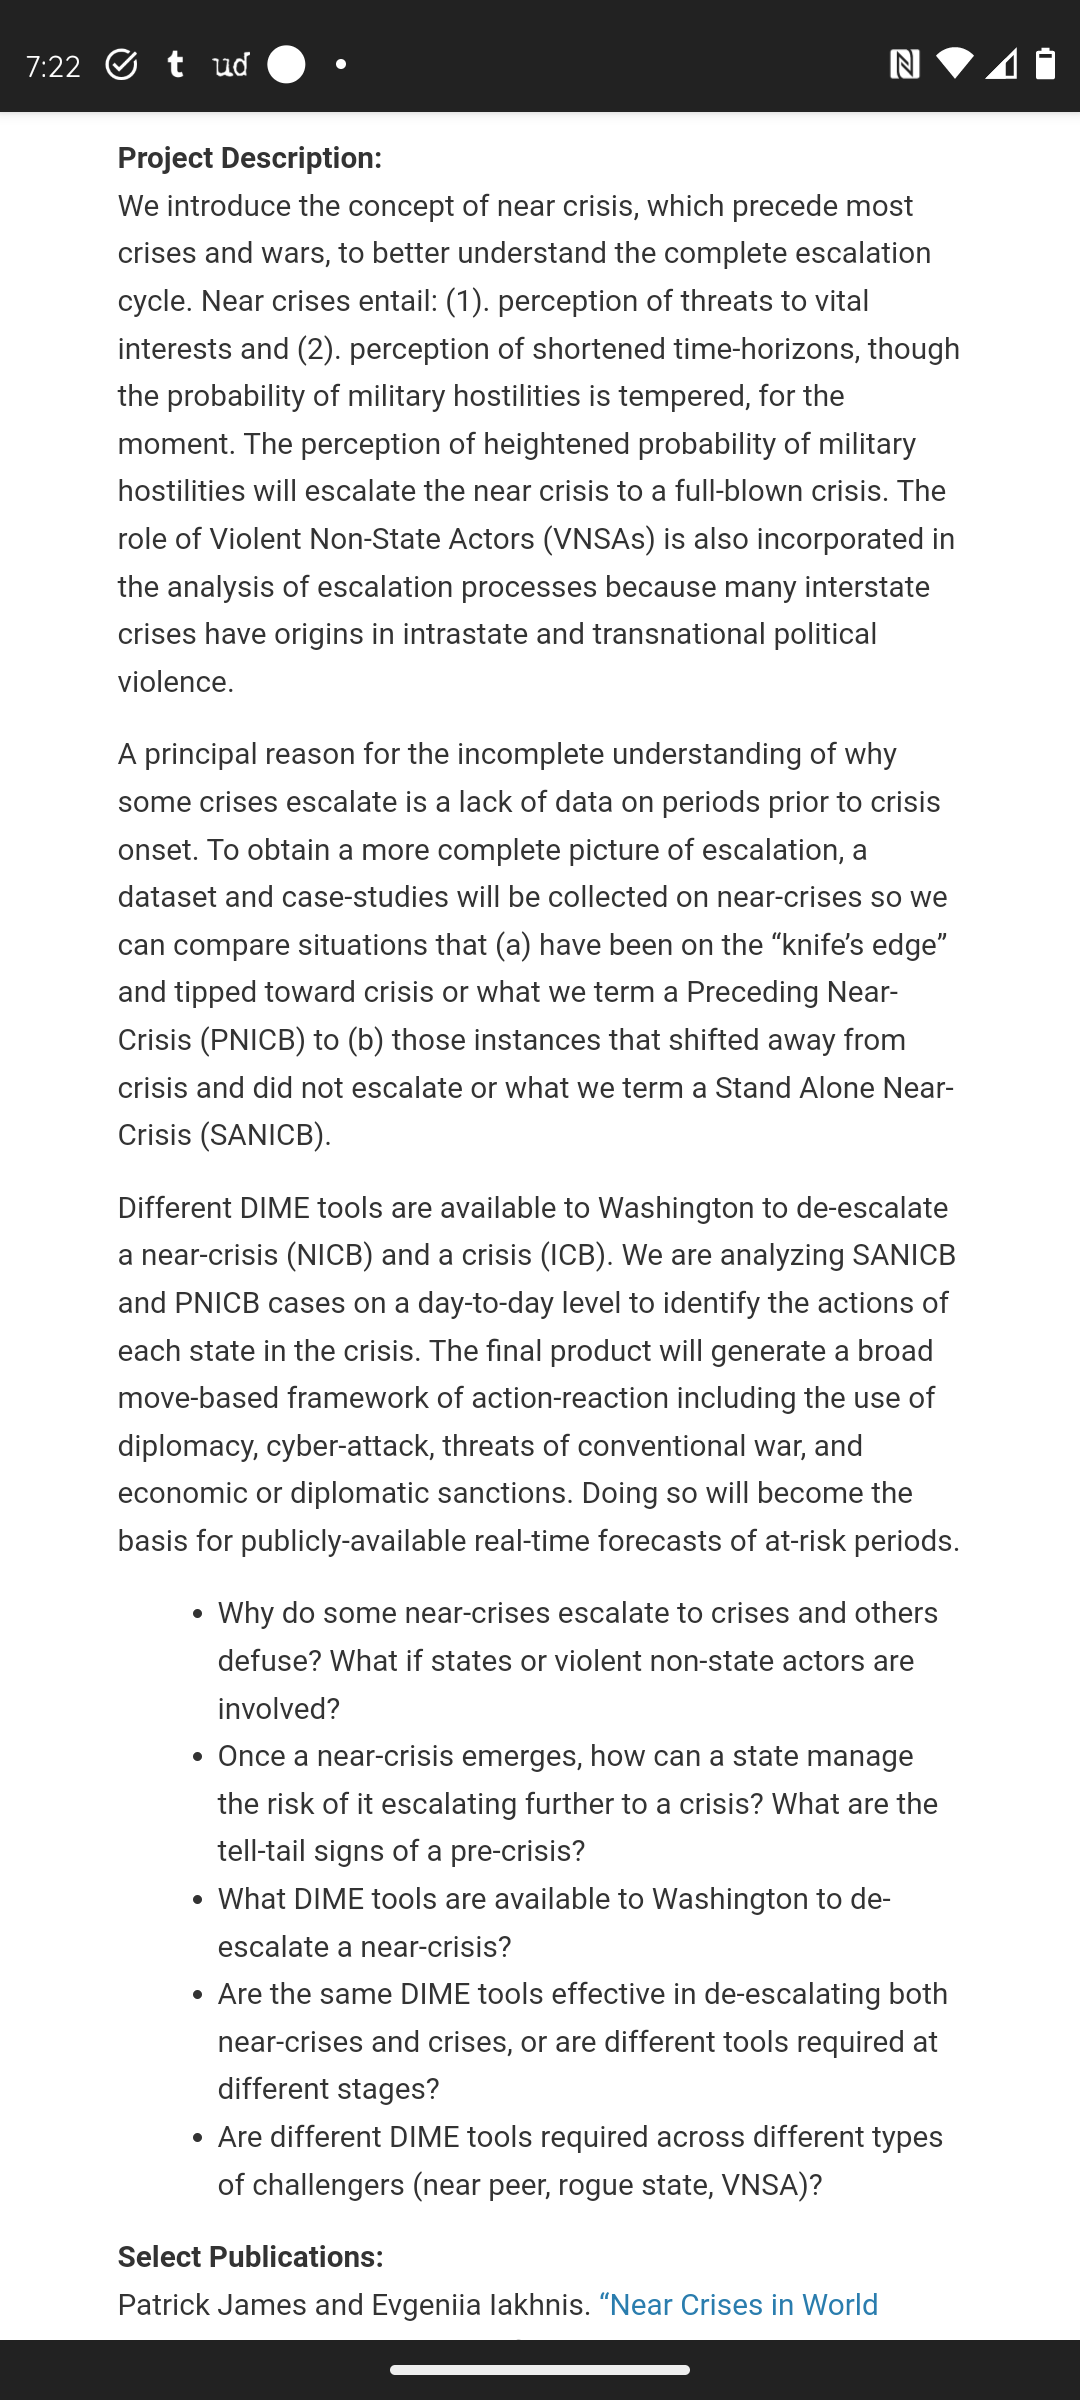 7:22 t ud
Project Description:
We introduce the concept of near crisis, which precede most
crises and wars, to better understand the complete escalation
cycle. Near crises entail: (1). perception of threats to vital
interests and (2). perception of shortened time-horizons, though
the probability of military hostilities is tempered, for the
moment. The perception of heightened probability of military
hostilities will escalate the near crisis to a full-blown crisis. The
role of Violent Non-State Actors (VNSAs) is also incorporated in
the analysis of escalation processes because many interstate
crises have origins in intrastate and transnational political
violence.
A principal reason for the incomplete understanding of why
some crises escalate is a lack of data on periods prior to crisis
onset. To obtain a more complete picture of escalation, a
dataset and case-studies will be collected on near-crises so we
can compare situations that (a) have been on the “knife’s edge”
and tipped toward crisis or what we term a Preceding Near-
Crisis (PNICB) to (b) those instances that shifted away from
crisis and did not escalate or what we term a Stand Alone Near-
Crisis (SANICB).
Different DIME tools are available to Washington to de-escalate
a near-crisis (NICB) and a crisis (ICB). We are analyzing SANICB
and PNICB cases on a day-to-day level to identify the actions of
each state in the crisis. The final product will generate a broad
move-based framework of action-reaction including the use of
diplomacy, cyber-attack, threats of conventional war, and
economic or diplomatic sanctions. Doing so will become the
basis for publicly-available real-time forecasts of at-risk periods.
• Why do some near-crises escalate to crises and others
defuse? What if states or violent non-state actors are
involved?
• Once a near-crisis emerges, how can a state manage
the risk of it escalating further to a crisis? What are the
tell-tail signs of a pre-crisis?
• What DIME tools are available to Washington to de-
escalate a near-crisis?
• Are the same DIME tools effective in de-escalating both
near-crises and crises, or are different tools required at
different stages?
• Are different DIME tools required across different types
of challengers (near peer, rogue state, VNSA)?
Select Publications:
Patrick James and Evgeniia Iakhnis. “Near Crises in World